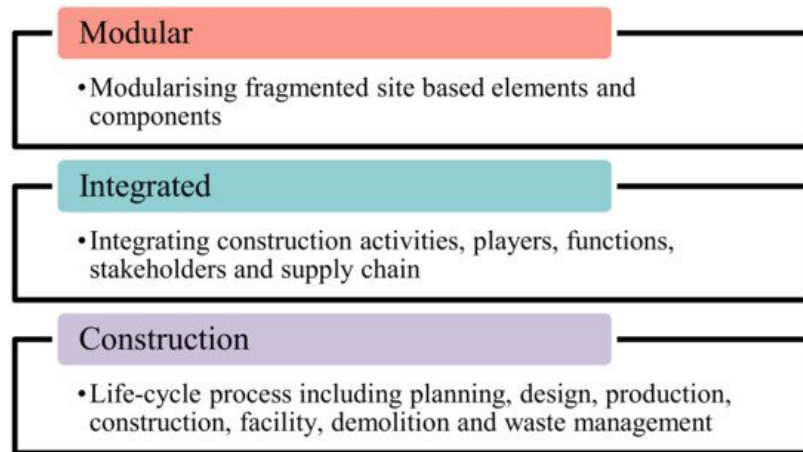 Modular
•Modularising fragmented site based elements and
components
Integrated
•Integrating construction activities, players, functions,
stakeholders and supply chain
Construction
•Life-cycle process including planning, design, production,
construction, facility, demolition and waste management